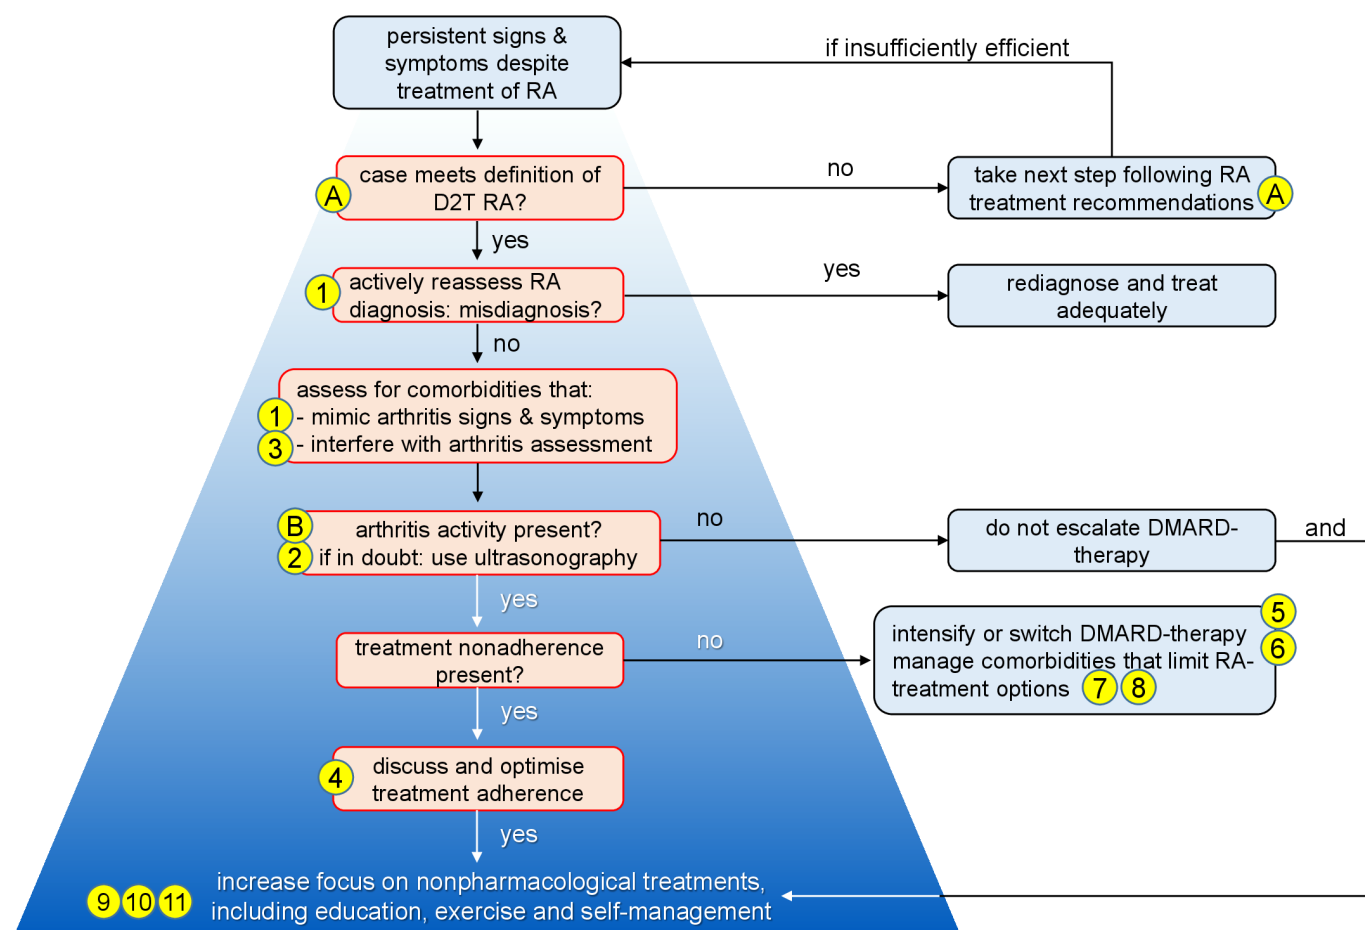 persistent signs &
symptoms despite
treatment of RA
if insufficiently efficient
A
case meets definition of
D2T RA?
no
take next step following RA
treatment recommendations
A
yes
1
actively reassess RA
diagnosis: misdiagnosis?
yes
rediagnose and treat
adequately
no
assess for comorbidities that:
1
- mimic arthritis signs & symptoms
3
- interfere with arthritis assessment
B
arthritis activity present?
2
if in doubt: use ultrasonography
no
do not escalate DMARD-
therapy
and
yes
treatment nonadherence
present?
no
intensify or switch DMARD-therapy
manage comorbidities that limit RA-
treatment options
5
6
7 8
yes
4
discuss and optimise
treatment adherence
yes
9 10 11
increase focus on nonpharmacological treatments,
including education, exercise and self-management